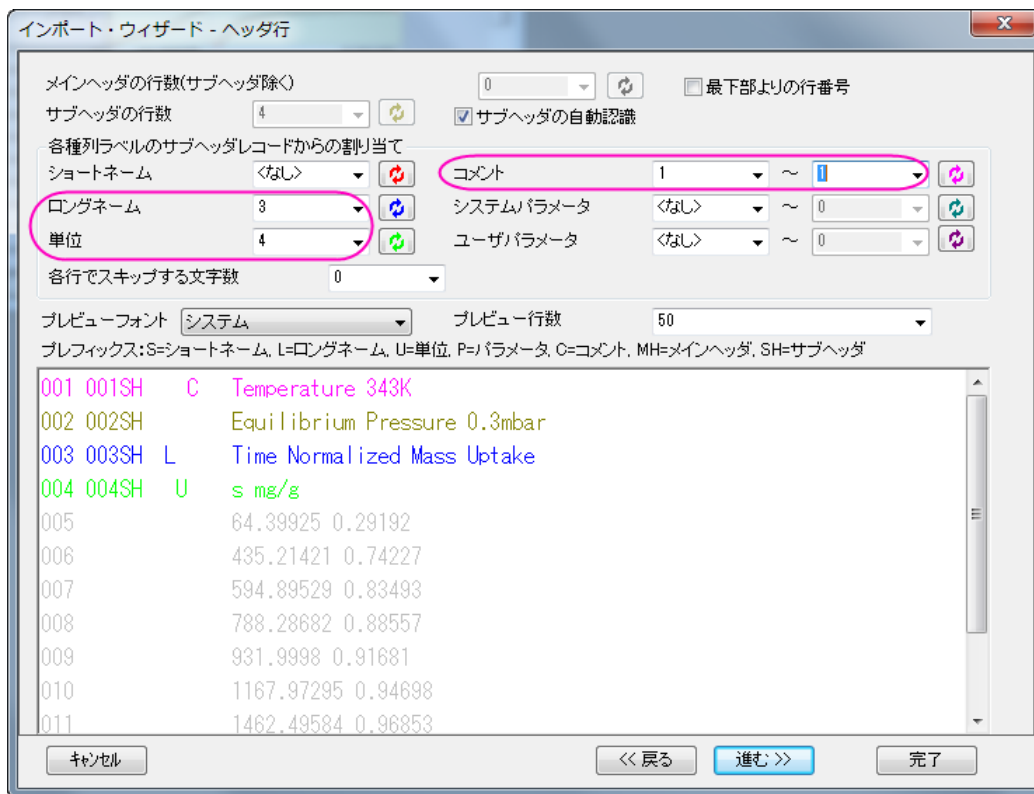 インポート・ウィザード - ヘッダ行
メインヘッダの行数(サブヘッダ除く) 0 最下部よりの行番号
サブヘッダの行数 4 サブヘッダの自動認識
各種列ラベルのサブヘッダレコードからの割り当て
ショートネーム <なし> コメント 1 ～ 1
ロングネーム 3 システムパラメータ <なし> ～ 0
単位 4 ユーザパラメータ <なし> ～ 0
各行でスキップする文字数 0
プレビューフォント システム プレビュー行数 50
プレフィックス:S=ショートネーム, L=ロングネーム, U=単位, P=パラメータ, C=コメント, MH=メインヘッダ, SH=サブヘッダ
001 001SH C Temperature 343K
002 002SH Equilibrium Pressure 0.3mbar
003 003SH L Time Normalized Mass Uptake
004 004SH U s mg/g
005 64.39925 0.29192
006 435.21421 0.74227
007 594.89529 0.83493
008 788.28682 0.88557
009 931.9998 0.91681
010 1167.97295 0.94698
011 1462.49584 0.96853
キャンセル << 戻る 進む >> 完了